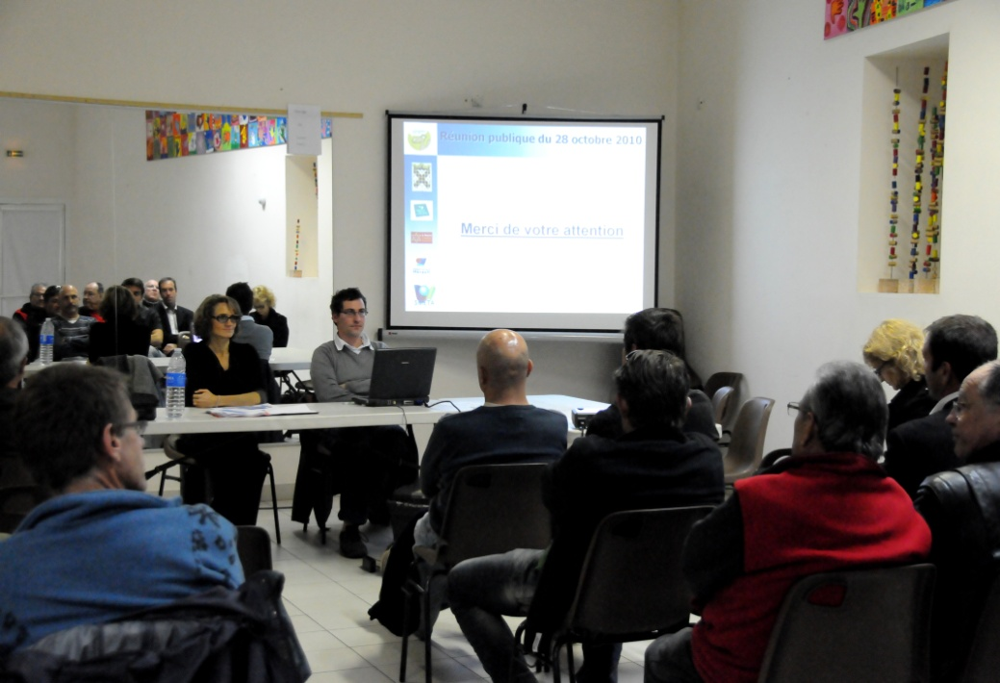 Réunion publique du 28 octobre 2010
Merci de votre attention